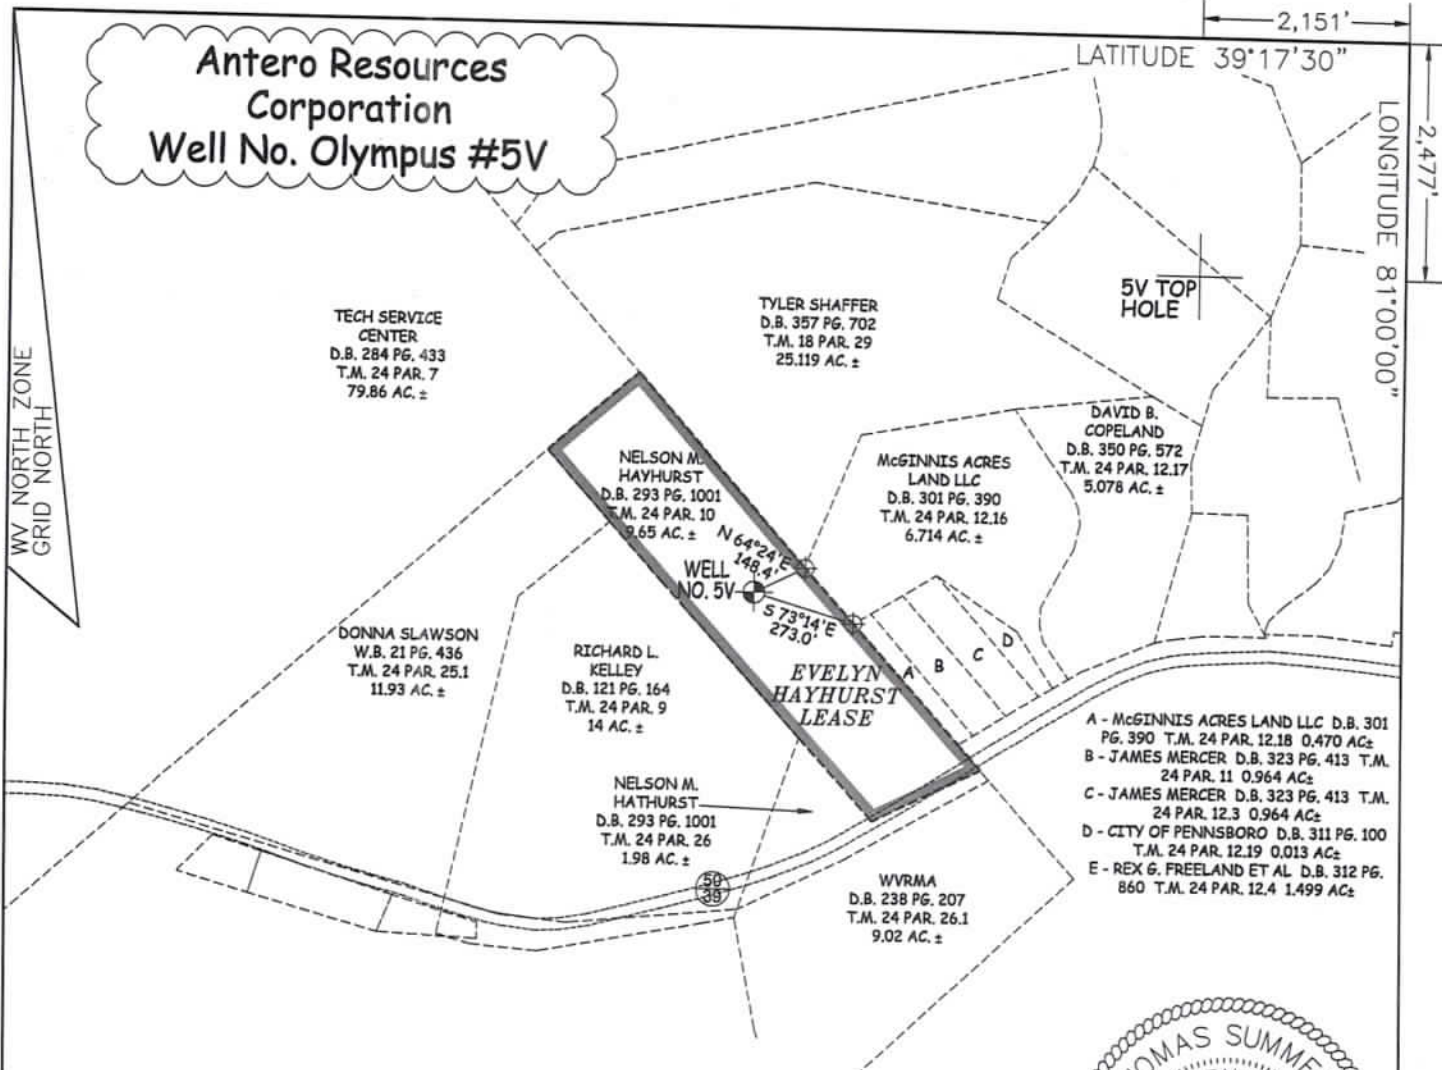 2,151'
LATITUDE 39°17'30"
Antero Resources
Corporation
Well No. Olympus #5V
2,477'
LONGITUDE 81°00'00"
5V TOP
HOLE
TECH SERVICE
CENTER
D.B. 284 PG. 433
T.M. 24 PAR. 7
79.86 AC. ±
TYLER SHAFFER
D.B. 357 PG. 702
T.M. 18 PAR. 29
25.119 AC. ±
WV NORTH ZONE
GRID NORTH
DAVID B.
COPELAND
D.B. 350 PG. 572
T.M. 24 PAR. 12.17
5.078 AC. ±
NELSON M.
HAYHURST
D.B. 293 PG. 1001
T.M. 24 PAR. 10
9.65 AC. ±
McGINNIS ACRES
LAND LLC
D.B. 301 PG. 390
T.M. 24 PAR. 12.16
6.714 AC. ±
N 64°24'E
148.4'
WELL
NO. 5V
S 73°14'E
273.0'
DONNA SLAWSON
W.B. 21 PG. 436
T.M. 24 PAR. 25.1
11.93 AC. ±
RICHARD L.
KELLEY
D.B. 121 PG. 164
T.M. 24 PAR. 9
14 AC. ±
EVELYN
HAYHURST
LEASE
A
B
C
D
A - McGINNIS ACRES LAND LLC D.B. 301
PG. 390 T.M. 24 PAR. 12.18 0.470 AC±
B - JAMES MERCER D.B. 323 PG. 413 T.M.
24 PAR. 11 0.964 AC±
C - JAMES MERCER D.B. 323 PG. 413 T.M.
24 PAR. 12.3 0.964 AC±
D - CITY OF PENNSBORO D.B. 311 PG. 100
T.M. 24 PAR. 12.19 0.013 AC±
E - REX G. FREELAND ET AL D.B. 312 PG.
860 T.M. 24 PAR. 12.4 1.499 AC±
NELSON M.
HATHURST
D.B. 293 PG. 1001
T.M. 24 PAR. 26
1.98 AC. ±
50
39
WVRMA
D.B. 238 PG. 207
T.M. 24 PAR. 26.1
9.02 AC. ±
OMAS SUMME